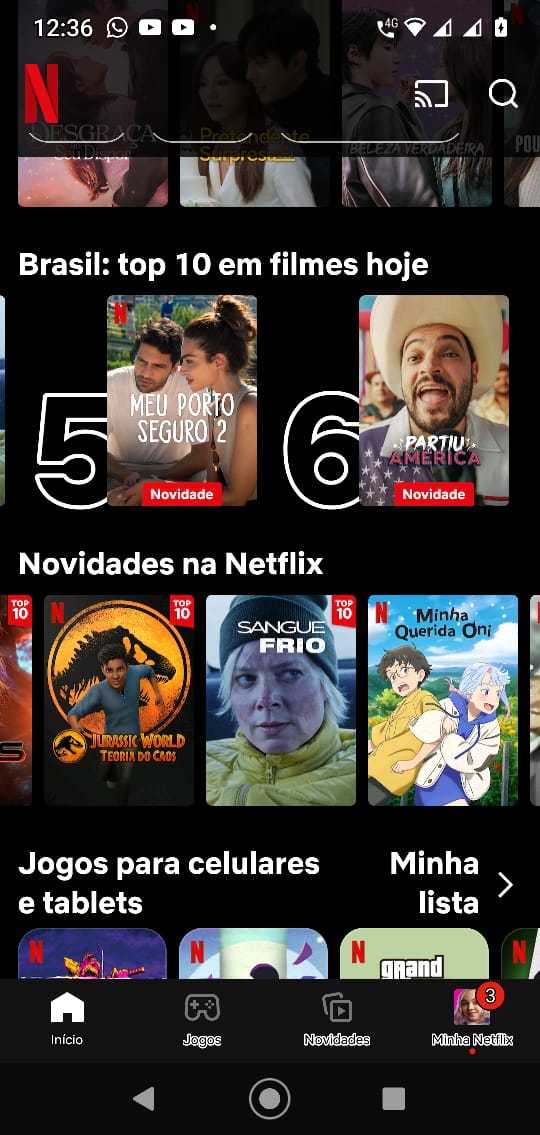 12:36
4G
N
DESGRAÇA
Seu Dispor
Pretendente
Surpresa
BELEZA VERDADEIRA
POU
Brasil: top 10 em filmes hoje
5
N
MEU PORTO
SEGURO 2
Novidade
6
PARTIU
AMÉRICA
Novidade
Novidades na Netflix
TOP
10
S
N
TOP
10
JURASSIC WORLD
TEORIA DO CAOS
TOP
10
SANGUE
FRIO
N
Minha
Querida Oni
Jogos para celulares
e tablets
Minha
lista
N
N
N
grand
N
Início
Jogos
Novidades
3
Minha Netflix